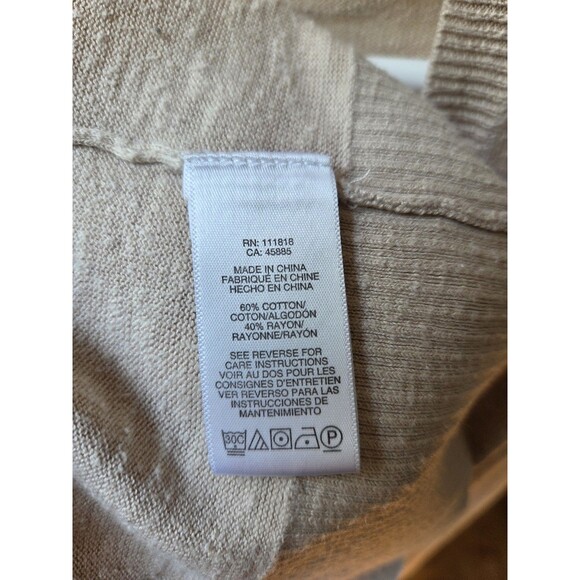 RN: 111818
CA: 45885
MADE IN CHINA
FABRIQUE EN CHINE
HECHO EN CHINA
60% COTTON/
COTON/ALGODÓN
40% RAYON/
RAYONNE/RAYÓN
SEE REVERSE FOR
CARE INSTRUCTIONS
VOIR AU DOS POUR LES
CONSIGNES D'ENTRETIEN
VER REVERSO PARA LAS
INSTRUCCIONES DE
MANTENIMIENTO
30C P